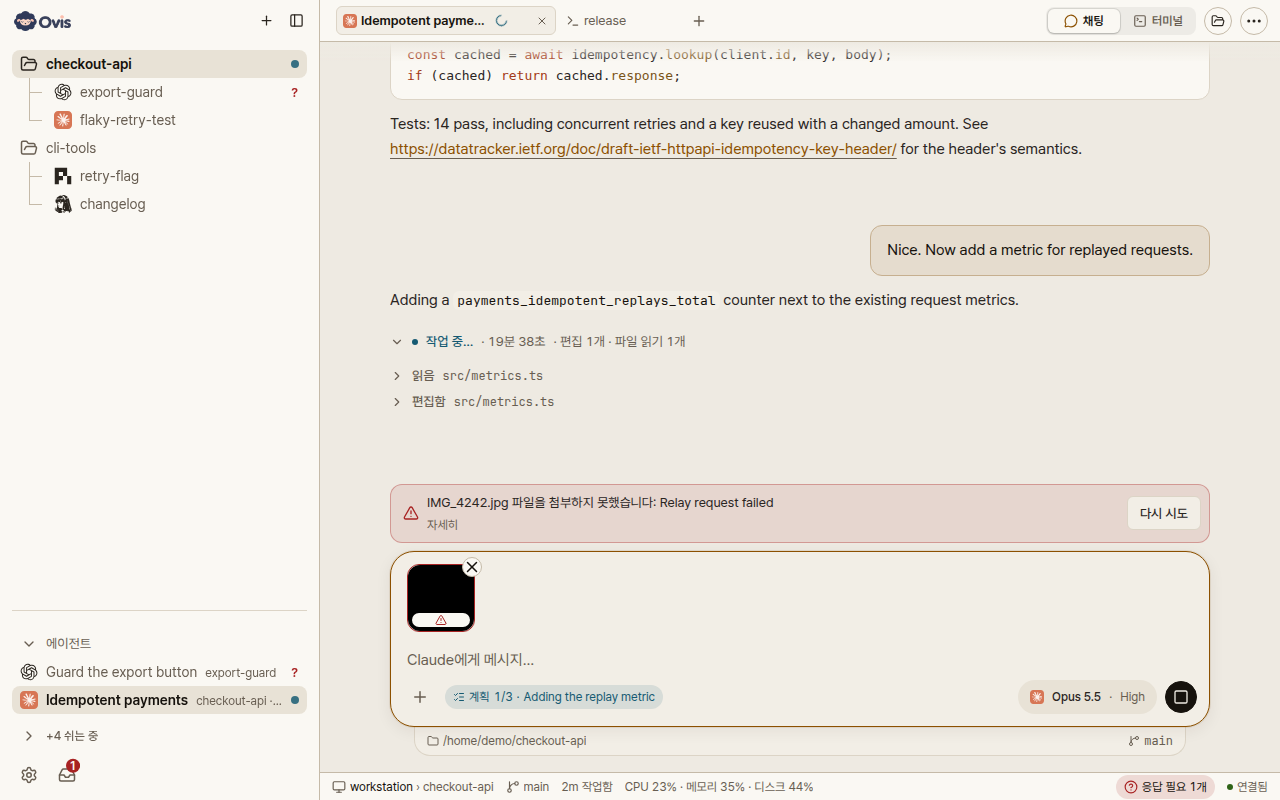 Ovis
checkout-api
export-guard ?
flaky-retry-test
cli-tools
retry-flag
changelog
에이전트
Guard the export button export-guard ?
Idempotent payments checkout-api ·...
+4 쉬는 중
1
Idempotent payme...
release
채팅
터미널
const cached = await idempotency.lookup(client.id, key, body);
if (cached) return cached.response;
Tests: 14 pass, including concurrent retries and a key reused with a changed amount. See
https://datatracker.ietf.org/doc/draft-ietf-httpapi-idempotency-key-header/ for the header's semantics.
Nice. Now add a metric for replayed requests.
Adding a payments_idempotent_replays_total counter next to the existing request metrics.
작업 중... · 19분 38초 · 편집 1개 · 파일 읽기 1개
읽음 src/metrics.ts
편집함 src/metrics.ts
IMG_4242.jpg 파일을 첨부하지 못했습니다: Relay request failed
자세히
다시 시도
Claude에게 메시지...
계획 1/3 · Adding the replay metric
Opus 5.5 · High
/home/demo/checkout-api
main
workstation › checkout-api main 2m 작업함 CPU 23% · 메모리 35% · 디스크 44%
응답 필요 1개
연결됨